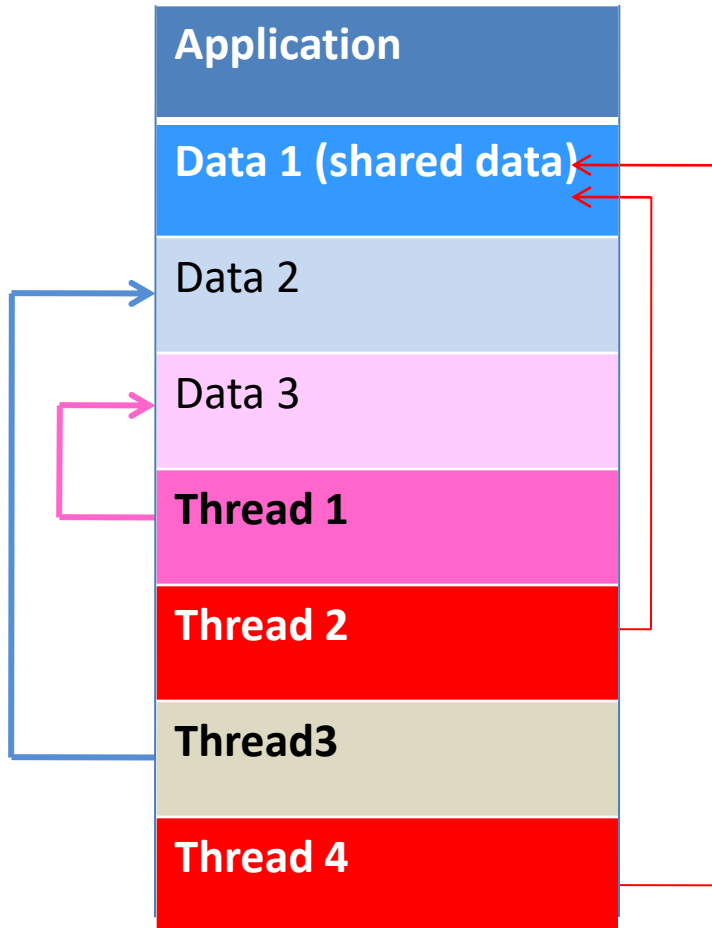 Application
Data 1 (shared data)
Data 2
Data 3
Thread 1
Thread 2
Thread3
Thread 4